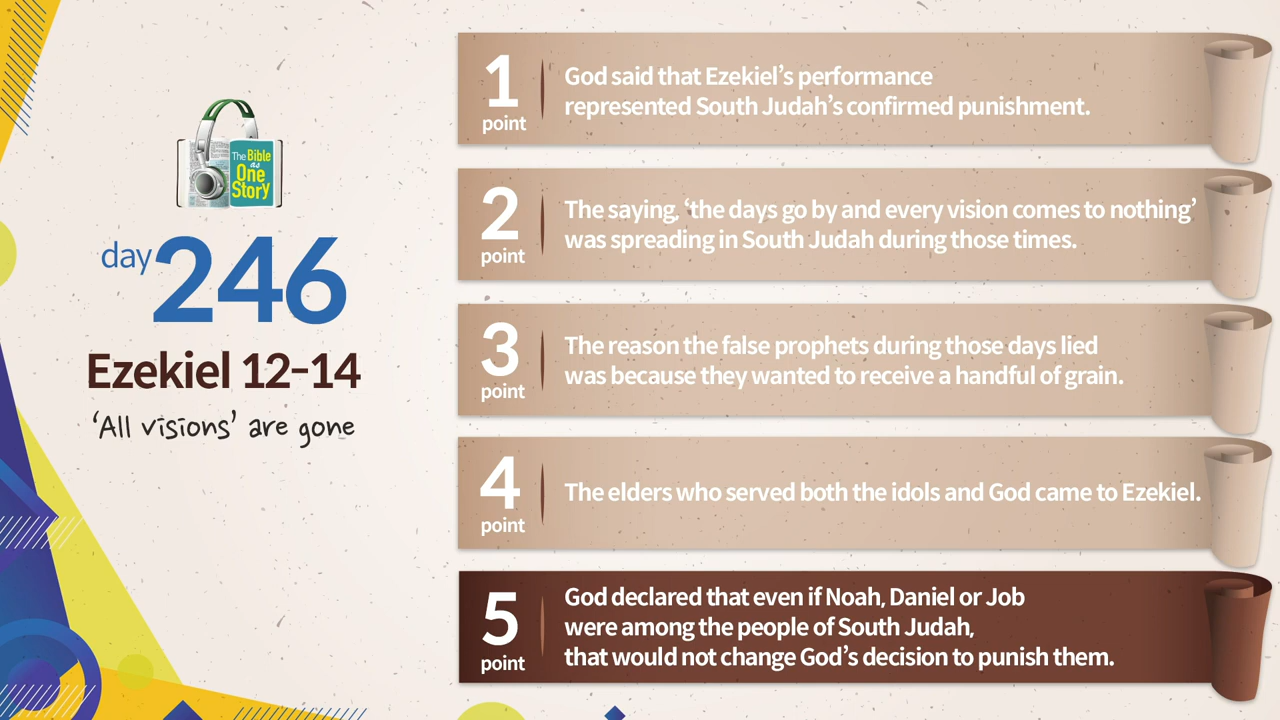 The Bible
as
One
Story
day246
Ezekiel 12-14
‘All visions’ are gone
1
point
God said that Ezekiel’s performance
represented South Judah’s confirmed punishment.
2
point
The saying, ‘the days go by and every vision comes to nothing’
was spreading in South Judah during those times.
3
point
The reason the false prophets during those days lied
was because they wanted to receive a handful of grain.
4
point
The elders who served both the idols and God came to Ezekiel.
5
point
God declared that even if Noah, Daniel or Job
were among the people of South Judah,
that would not change God’s decision to punish them.